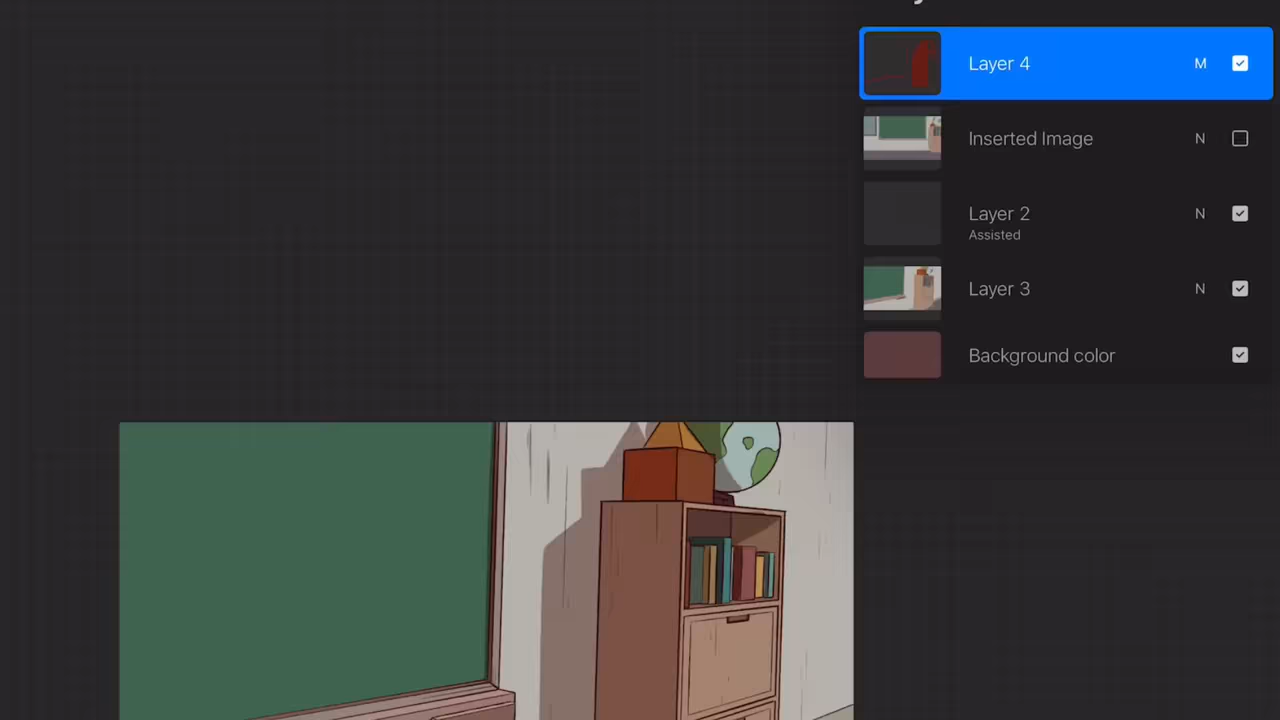 Layer 4 M
Inserted Image N
Layer 2 N
Assisted
Layer 3 N
Background color